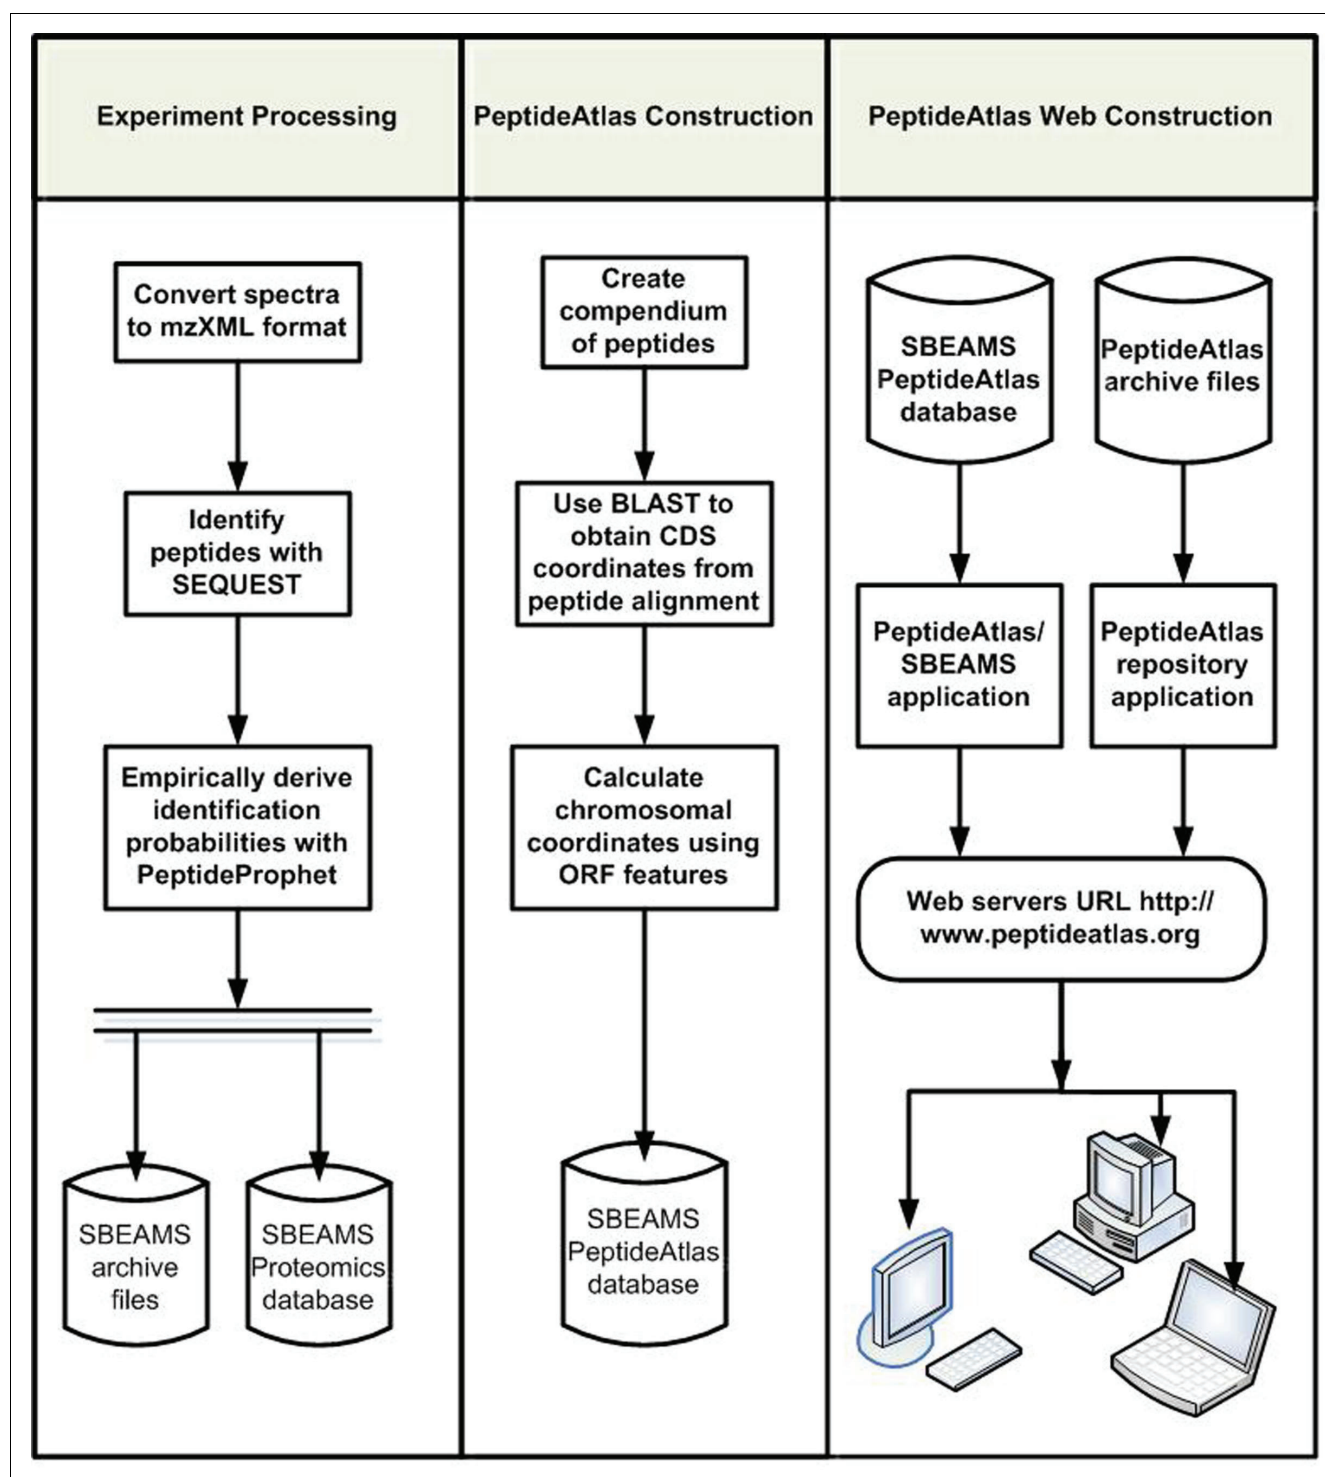 Experiment Processing
PeptideAtlas Construction
PeptideAtlas Web Construction
Convert spectra
to mzXML format
Identify
peptides with
SEQUEST
Empirically derive
identification
probabilities with
PeptideProphet
SBEAMS
archive
files
SBEAMS
Proteomics
database
Create
compendium
of peptides
Use BLAST to
obtain CDS
coordinates from
peptide alignment
Calculate
chromosomal
coordinates using
ORF features
SBEAMS
PeptideAtlas
database
SBEAMS
PeptideAtlas
database
PeptideAtlas
archive files
PeptideAtlas/
SBEAMS
application
PeptideAtlas
repository
application
Web servers URL http://
www.peptideatlas.org